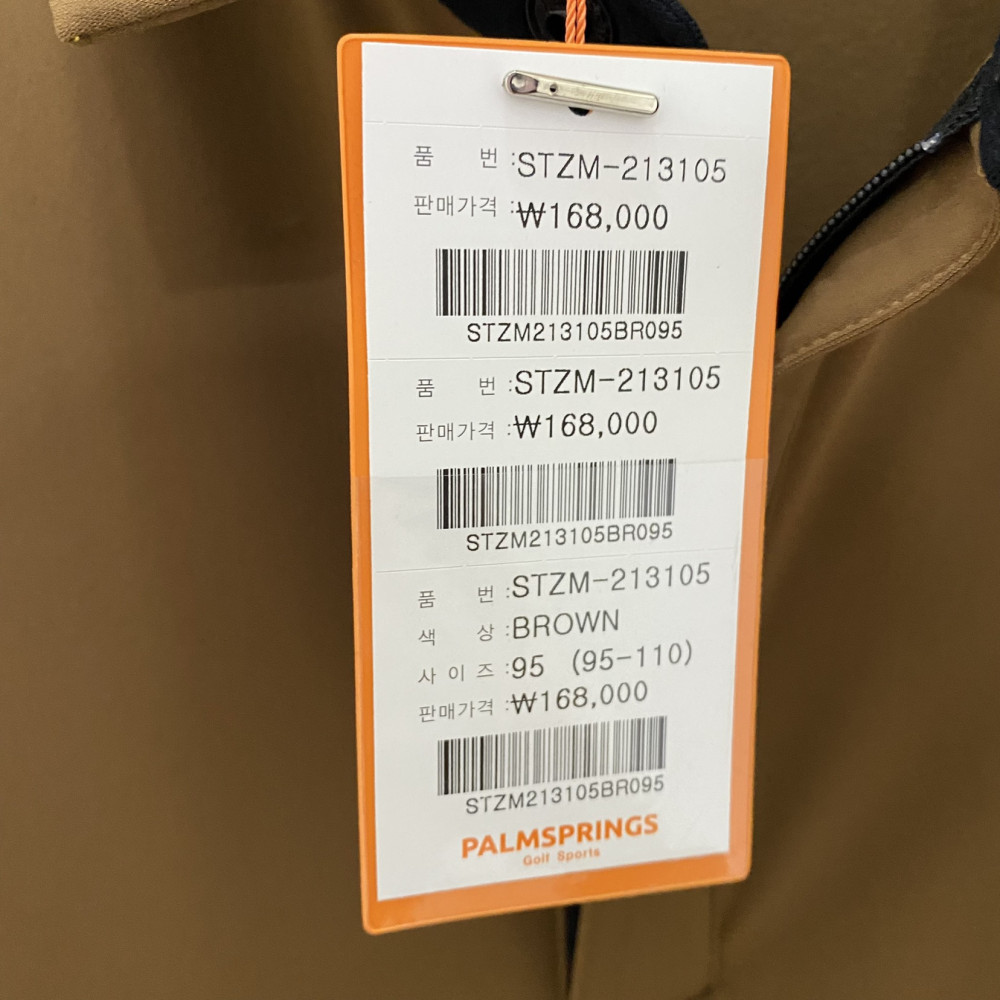 품 번 :STZM-213105
판매가격 :₩168,000
STZM213105BR095
품 번 :STZM-213105
판매가격 :₩168,000
STZM213105BR095
품 번 :STZM-213105
색 상 :BROWN
사 이 즈 :95 (95-110)
판매가격 :₩168,000
STZM213105BR095
PALMSPRINGS
Golf Sports